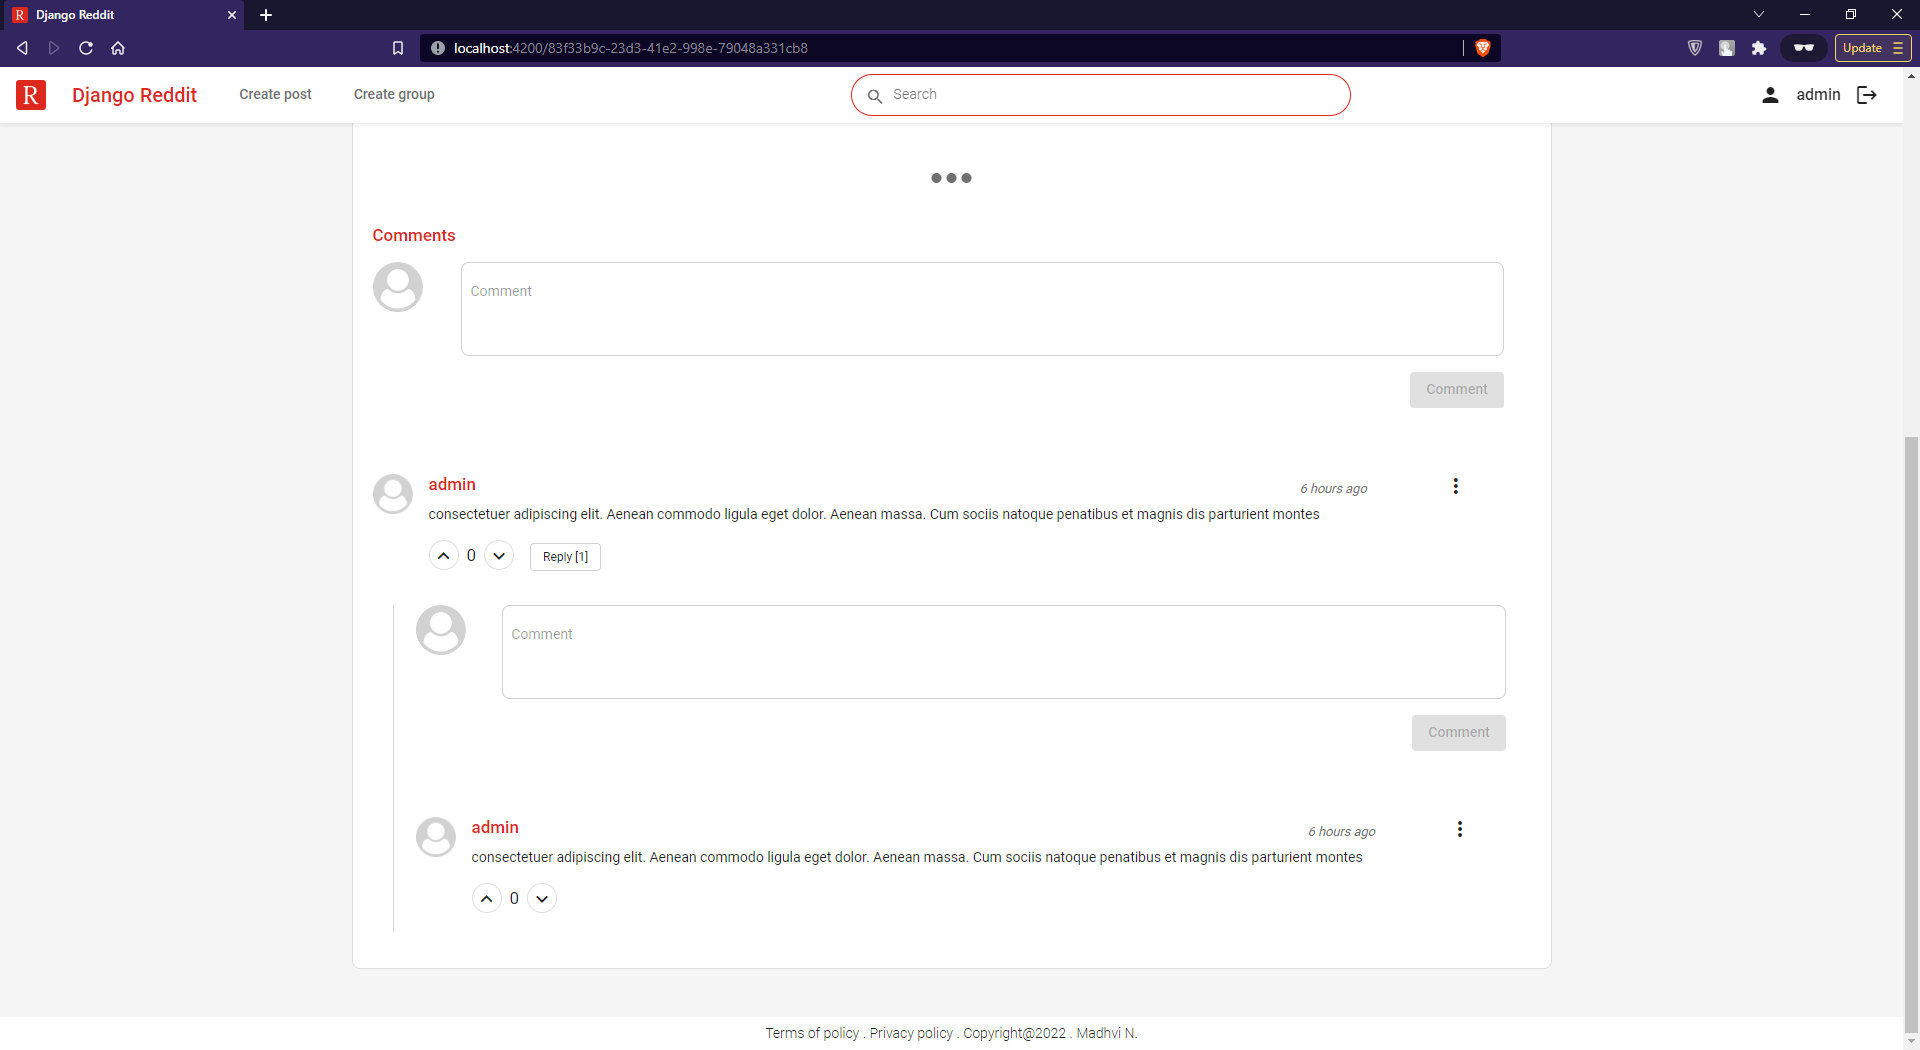 R Django Reddit
localhost:4200/83f33b9c-23d3-41e2-998e-79048a331cb8
Update
R Django Reddit Create post Create group Search admin
Comments
Comment
Comment
admin 6 hours ago
consectetuer adipiscing elit. Aenean commodo ligula eget dolor. Aenean massa. Cum sociis natoque penatibus et magnis dis parturient montes
0 Reply [1]
Comment
Comment
admin 6 hours ago
consectetuer adipiscing elit. Aenean commodo ligula eget dolor. Aenean massa. Cum sociis natoque penatibus et magnis dis parturient montes
0
Terms of policy . Privacy policy . Copyright@2022 . Madhvi N.